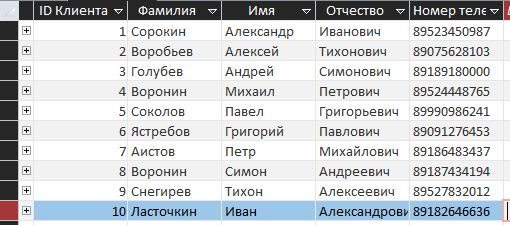 ID Клиента Фамилия Имя Отчество Номер теле
1 Сорокин Александр Иванович 89523450987
2 Воробьев Алексей Тихонович 89075628103
3 Голубев Андрей Симонович 89189180000
4 Воронин Михаил Петрович 89524448765
5 Соколов Павел Григорьевич 89990986241
6 Ястребов Григорий Павлович 89091276453
7 Аистов Петр Михайлович 89186483437
8 Воронин Симон Андреевич 89187434194
9 Снегирев Тихон Алексеевич 89527832012
10 Ласточкин Иван Александрови 89182646636